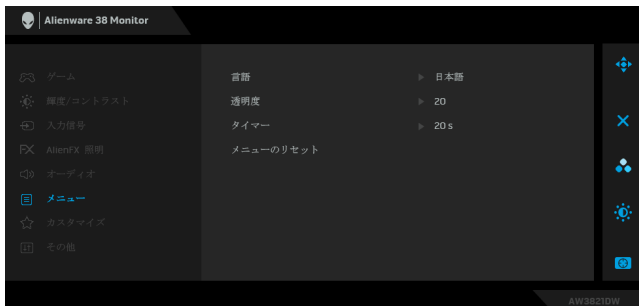 Alienware 38 Monitor
ゲーム
輝度/コントラスト
入力信号
AlienFX 照明
オーディオ
メニュー
カスタマイズ
その他
言語 日本語
透明度 20
タイマー 20 s
メニューのリセット
AW3821DW